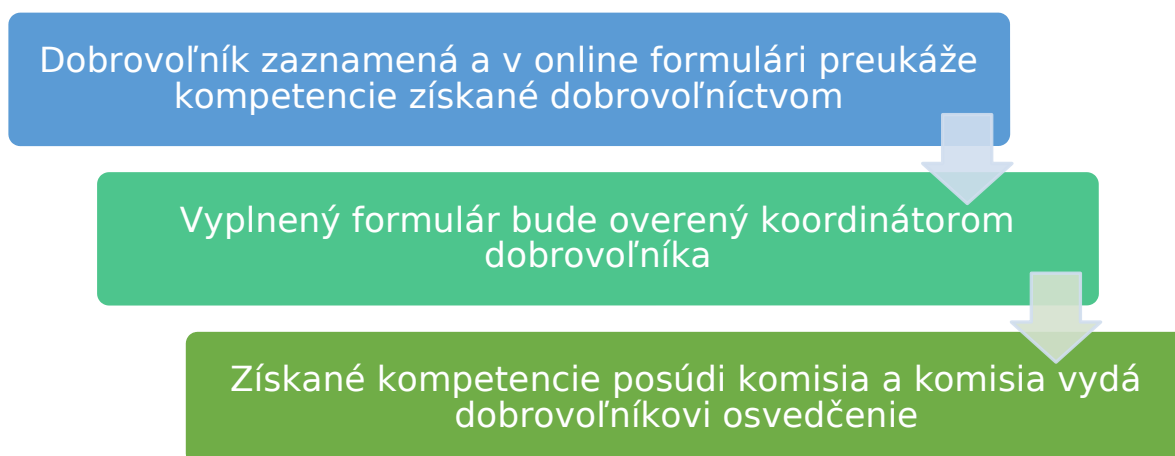 Dobrovoľník zaznamená a v online formulári preukáže
kompetencie získané dobrovoľníctvom
Vyplnený formulár bude overený koordinátorom
dobrovoľníka
Získané kompetencie posúdi komisia a komisia vydá
dobrovoľníkovi osvedčenie